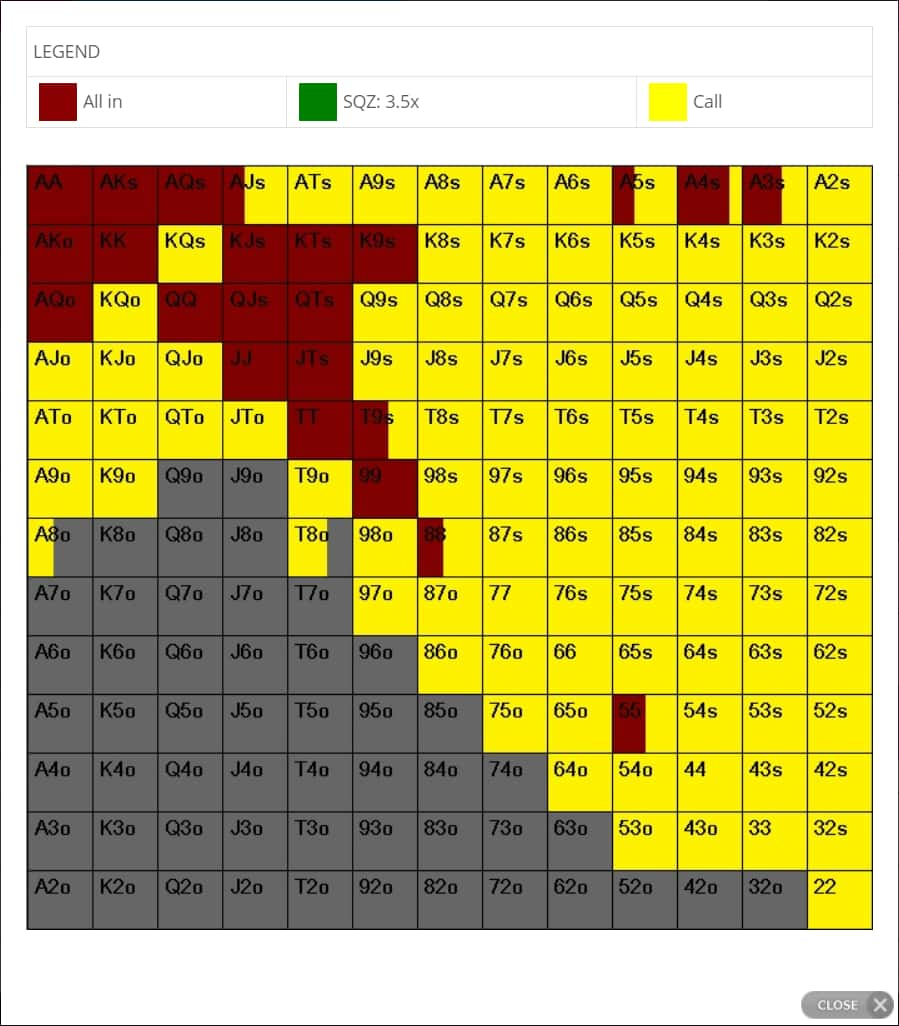 LEGEND
All in SQZ: 3.5x Call
AA AKs AQs AJs ATs A9s A8s A7s A6s A5s A4s A3s A2s
AKo KK KQs KJs KTs K9s K8s K7s K6s K5s K4s K3s K2s
AQo KQo QQ QJs QTs Q9s Q8s Q7s Q6s Q5s Q4s Q3s Q2s
AJo KJo QJo JJ JTs J9s J8s J7s J6s J5s J4s J3s J2s
ATo KTo QTo JTo TT T9s T8s T7s T6s T5s T4s T3s T2s
A9o K9o Q9o J9o T9o 99 98s 97s 96s 95s 94s 93s 92s
A8o K8o Q8o J8o T8o 98o 88 87s 86s 85s 84s 83s 82s
A7o K7o Q7o J7o T7o 97o 87o 77 76s 75s 74s 73s 72s
A6o K6o Q6o J6o T6o 96o 86o 76o 66 65s 64s 63s 62s
A5o K5o Q5o J5o T5o 95o 85o 75o 65o 55 54s 53s 52s
A4o K4o Q4o J4o T4o 94o 84o 74o 64o 54o 44 43s 42s
A3o K3o Q3o J3o T3o 93o 83o 73o 63o 53o 43o 33 32s
A2o K2o Q2o J2o T2o 92o 82o 72o 62o 52o 42o 32o 22
CLOSE